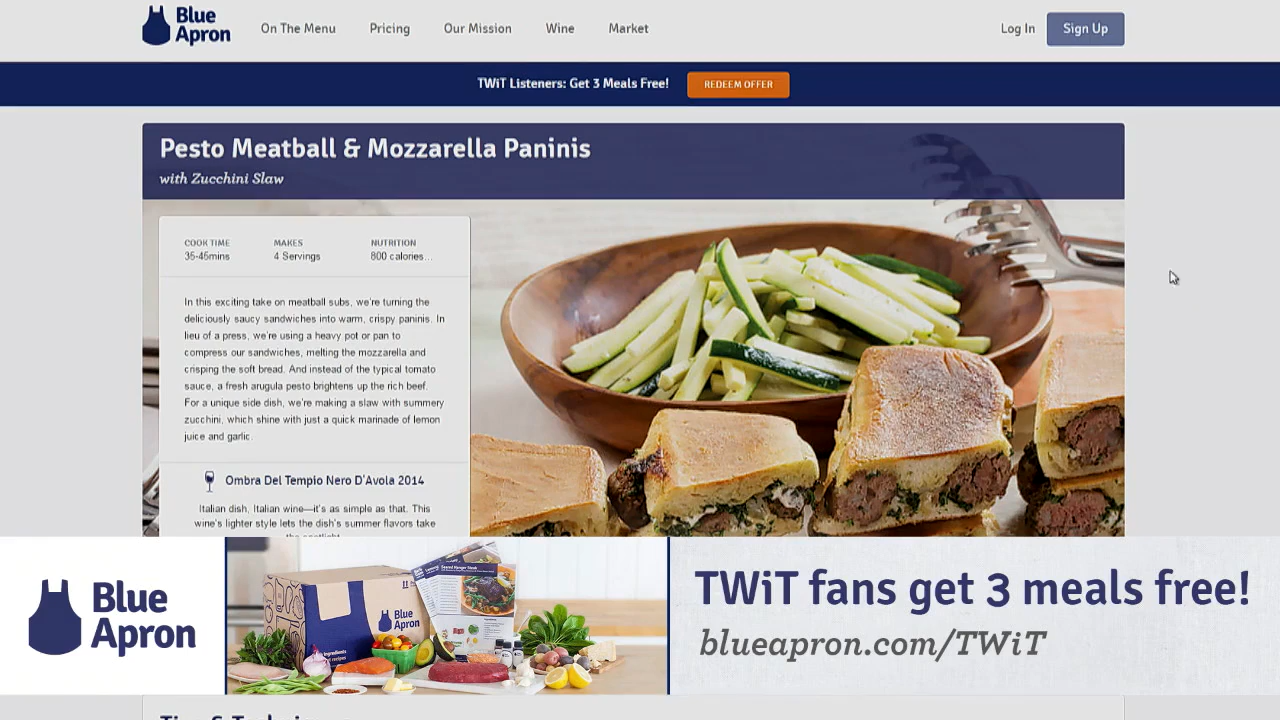 Blue
Apron
On The Menu
Pricing
Our Mission
Wine
Market
Log In
Sign Up
TWiT Listeners: Get 3 Meals Free!
REDEEM OFFER
Pesto Meatball & Mozzarella Paninis
with Zucchini Slaw
COOK TIME
35-45mins
MAKES
4 Servings
NUTRITION
800 calories...
In this exciting take on meatball subs, we're turning the
deliciously saucy sandwiches into warm, crispy paninis. In
lieu of a press, we're using a heavy pot or pan to
compress our sandwiches, melting the mozzarella and
crisping the soft bread. And instead of the typical tomato
sauce, a fresh arugula pesto brightens up the rich beef.
For a unique side dish, we're making a slaw with summery
zucchini, which shine with just a quick marinade of lemon
juice and garlic.
Ombra Del Tempio Nero D'Avola 2014
Italian dish, Italian wine—it's as simple as that. This
wine's lighter style lets the dish's summer flavors take
Blue
Apron
Blue
Apron
TWiT fans get 3 meals free!
blueapron.com/TWiT